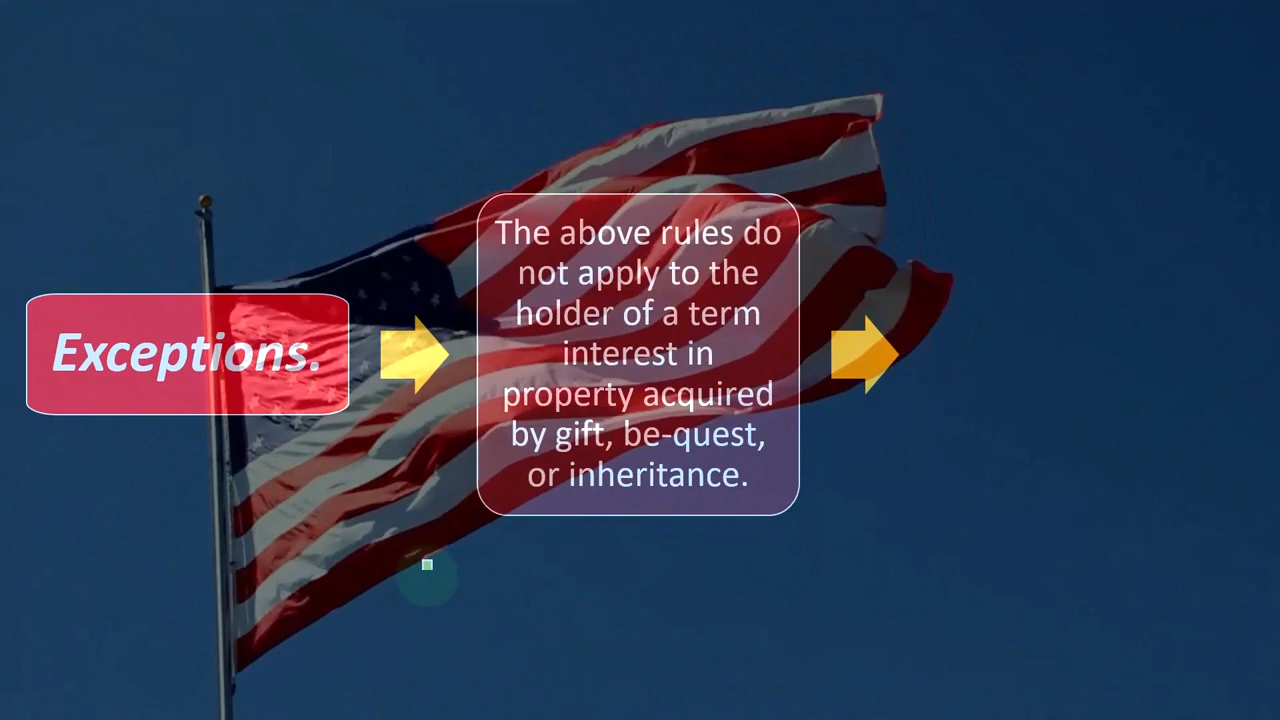 Exceptions.
The above rules do
not apply to the
holder of a term
interest in
property acquired
by gift, be-quest,
or inheritance.